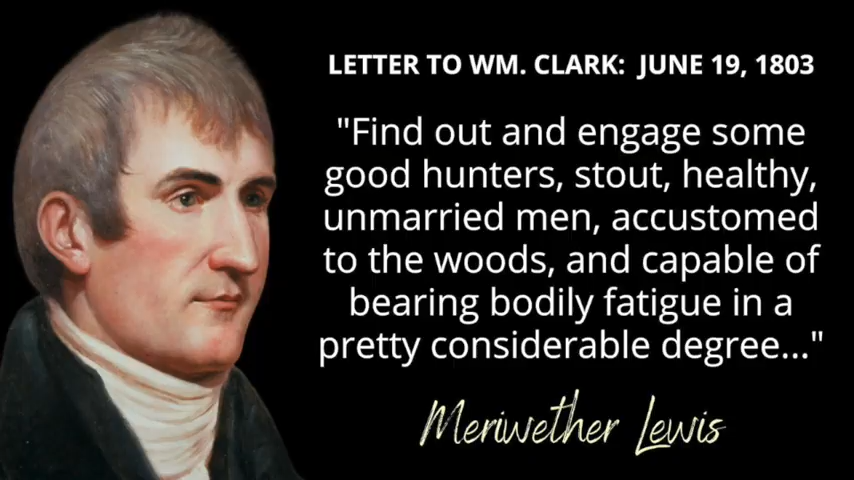 LETTER TO WM. CLARK: JUNE 19, 1803
"Find out and engage some
good hunters, stout, healthy,
unmarried men, accustomed
to the woods, and capable of
bearing bodily fatigue in a
pretty considerable degree..."
Meriwether Lewis